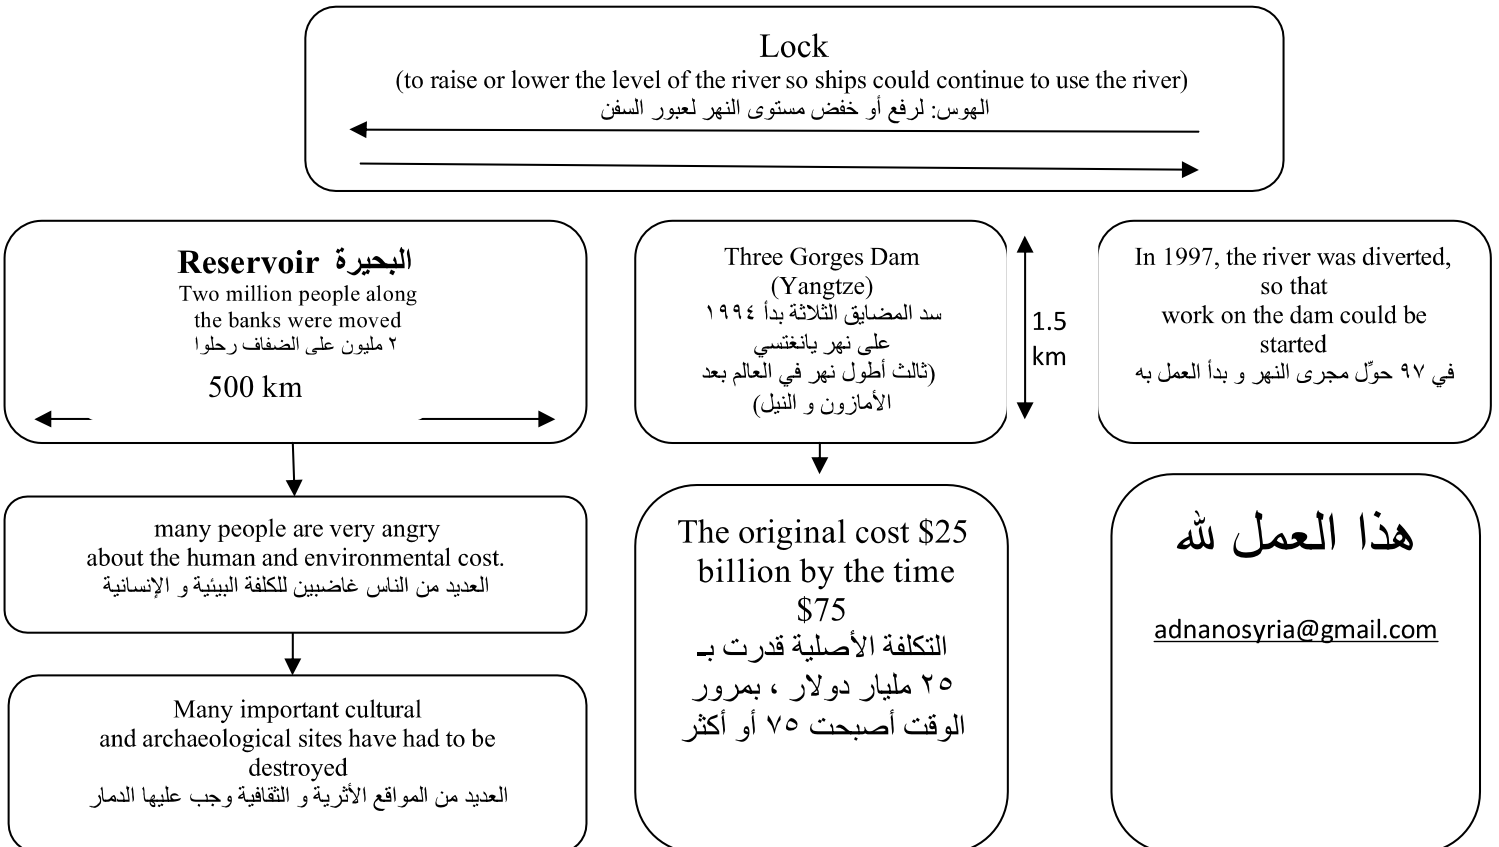 Lock
(to raise or lower the level of the river so ships could continue to use the river)
الهوس: لرفع أو خفض مستوى النهر لعبور السفن
Reservoir البحيرة
Two million people along
the banks were moved
٢ مليون على الضفاف رحلوا
500 km
Three Gorges Dam
(Yangtze)
سد المضايق الثلاثة بدأ ١٩٩٤
على نهر يانغتسي
(ثالث أطول نهر في العالم بعد
الأمازون و النيل)
1.5
km
In 1997, the river was diverted,
so that
work on the dam could be
started
في ٩٧ حوِّل مجرى النهر و بدأ العمل به
many people are very angry
about the human and environmental cost.
العديد من الناس غاضبين للكلفة البيئية و الإنسانية
The original cost $25
billion by the time
$75
التكلفة الأصلية قدرت بـ
٢٥ مليار دولار ، بمرور
الوقت أصبحت ٧٥ أو أكثر
هذا العمل لله
adnanosyria@gmail.com
Many important cultural
and archaeological sites have had to be
destroyed
العديد من المواقع الأثرية و الثقافية وجب عليها الدمار